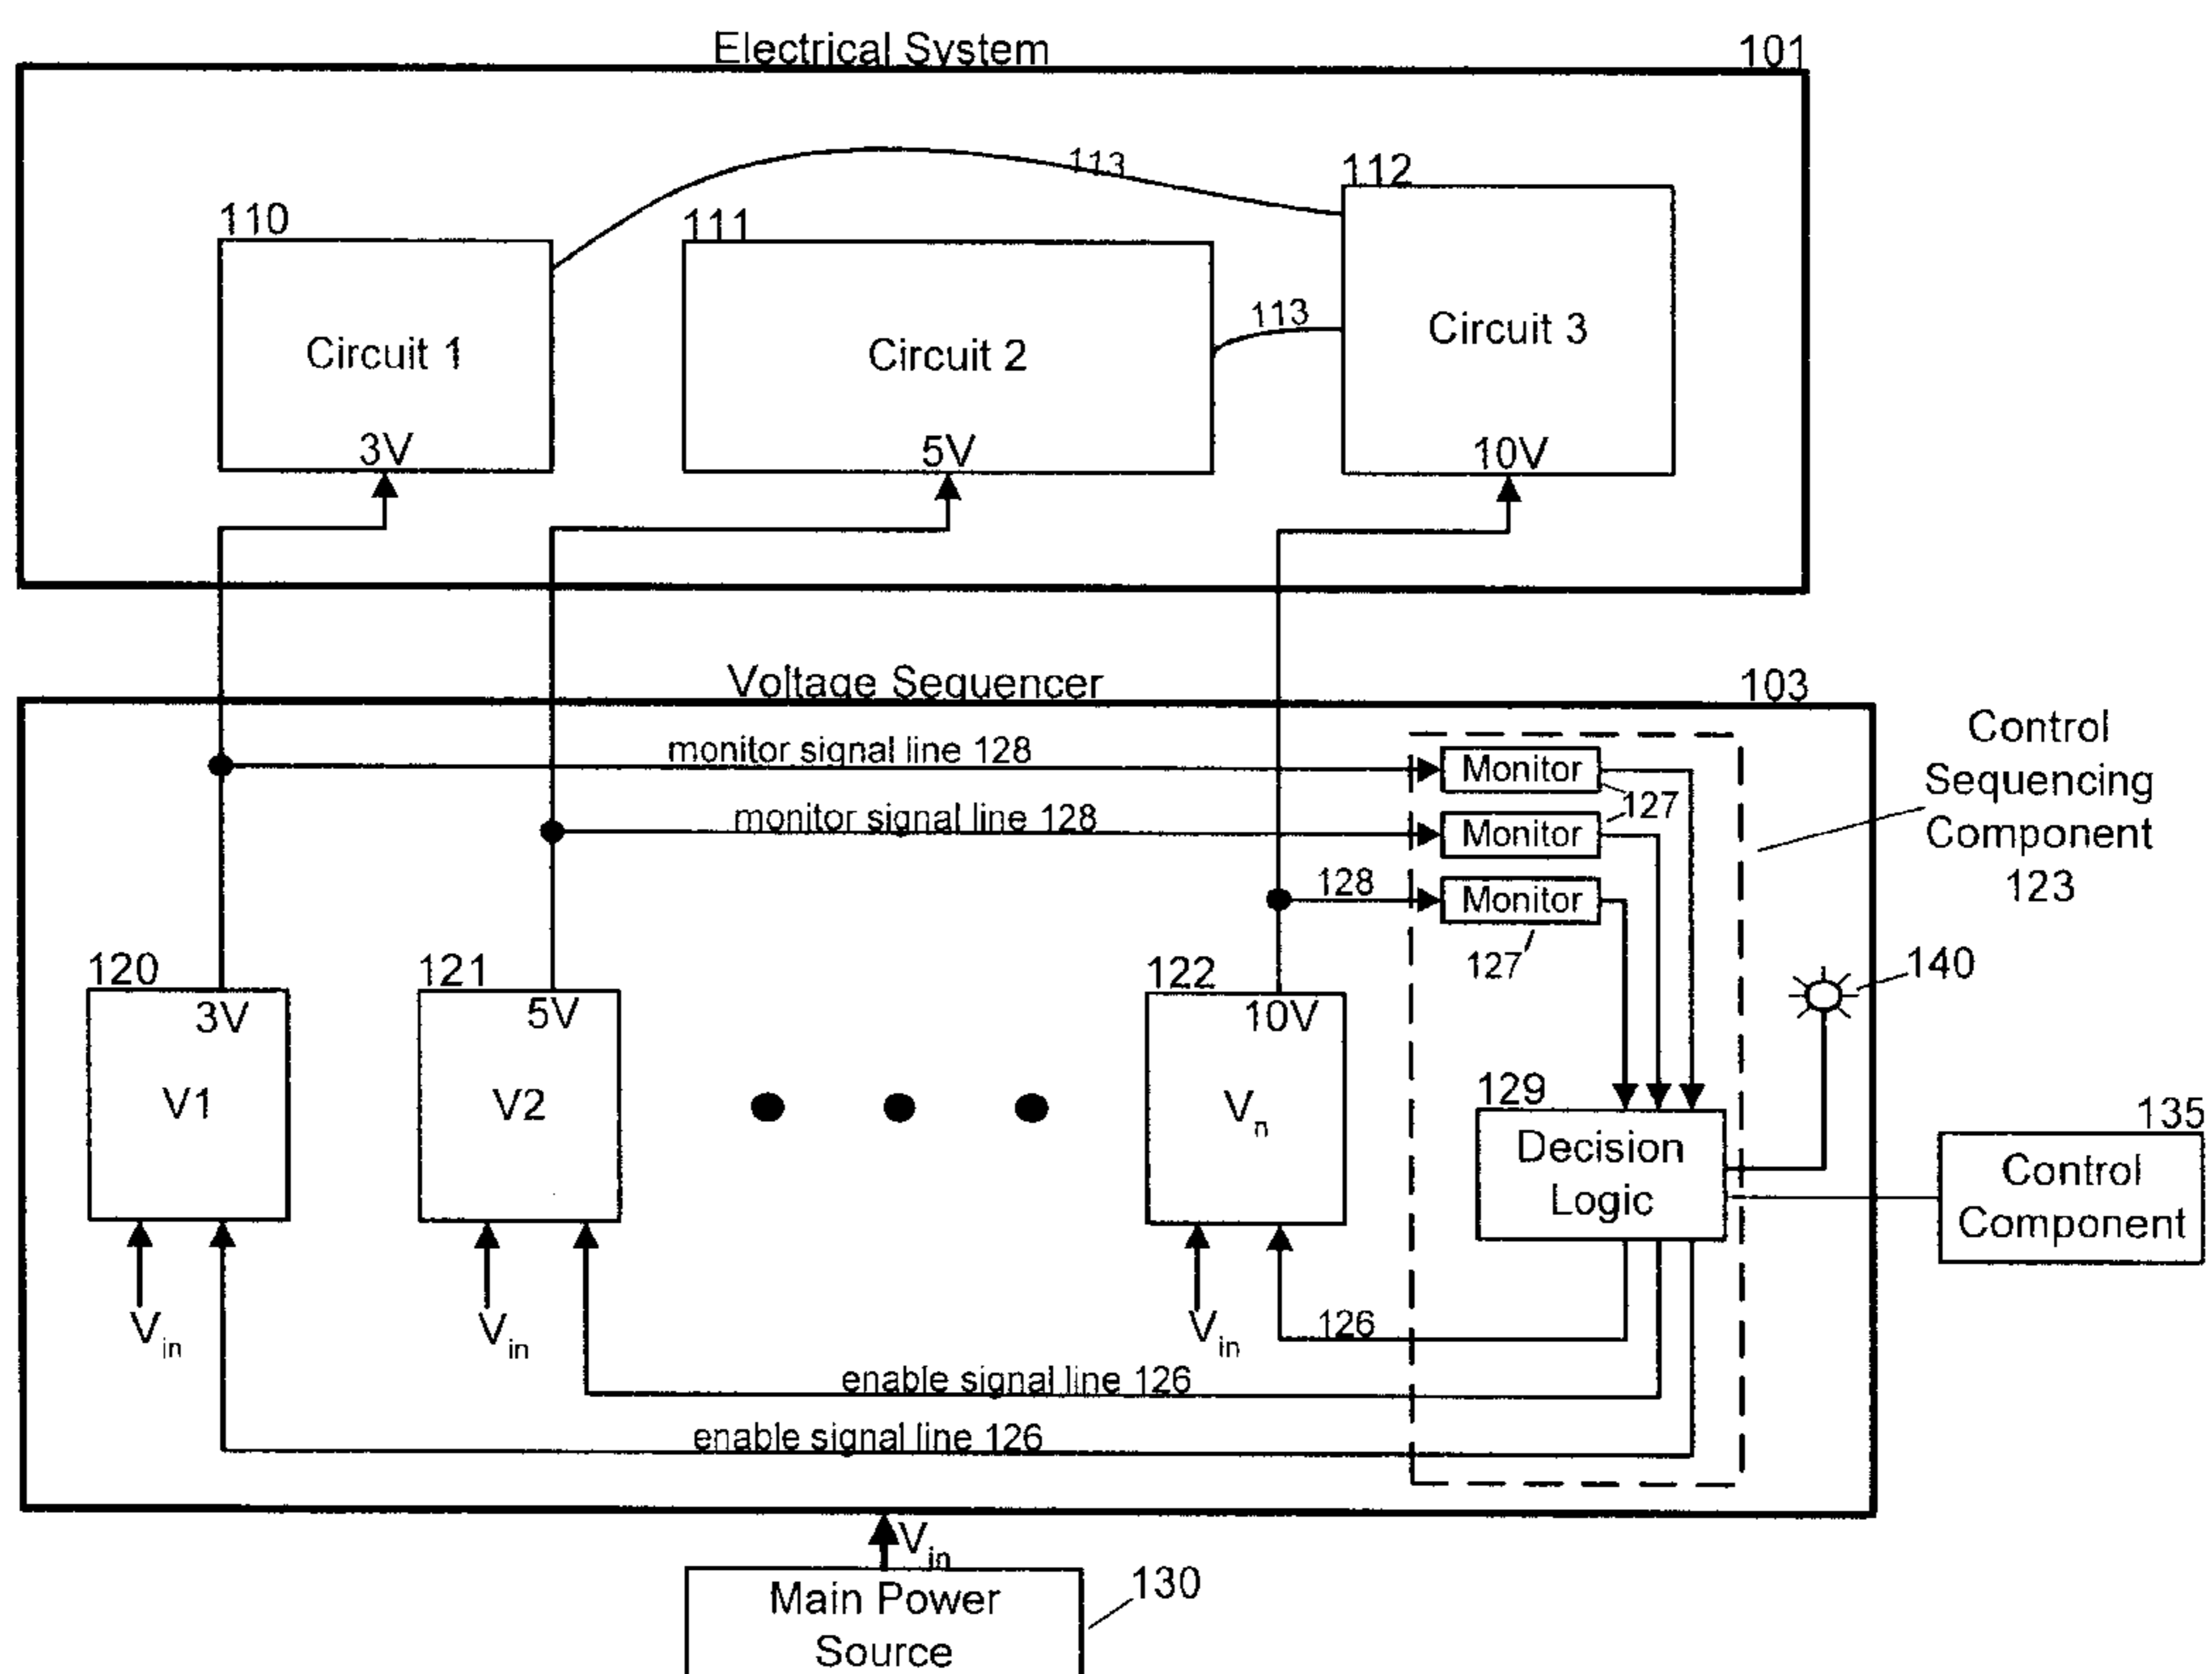 Electrical System
101
113
112
110
111
113
Circuit 1
Circuit 2
Circuit 3
3V
5V
10V
Voltage Sequencer
103
Control
Sequencing
Component
123
monitor signal line 128
Monitor
127
monitor signal line 128
Monitor
128
Monitor
127
120
121
122
140
3V
5V
10V
V1
V2
Vn
129
Decision
Logic
135
Control
Component
Vin
Vin
Vin
126
enable signal line 126
enable signal line 126
Vin
Main Power
Source
130